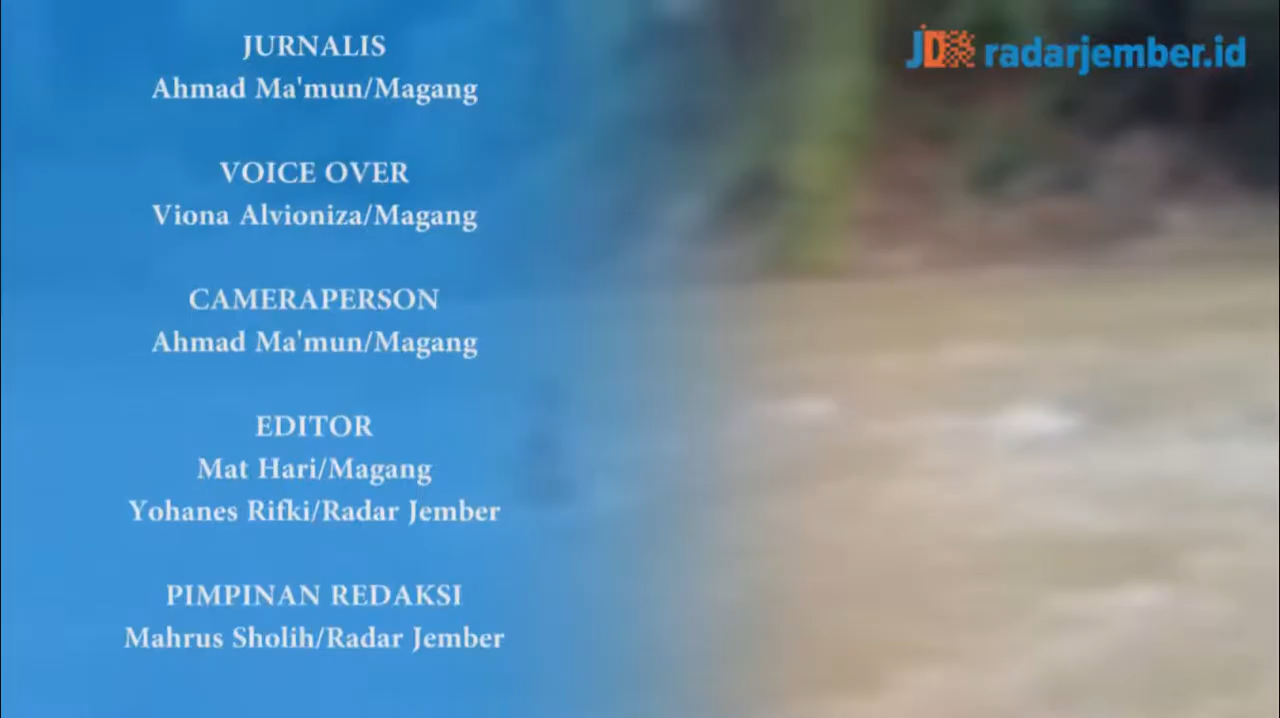 JURNALIS
Ahmad Ma'mun/Magang
VOICE OVER
Viona Alvioniza/Magang
CAMERAPERSON
Ahmad Ma'mun/Magang
EDITOR
Mat Hari/Magang
Yohanes Rifki/Radar Jember
PIMPINAN REDAKSI
Mahrus Sholih/Radar Jember
radarjember.id